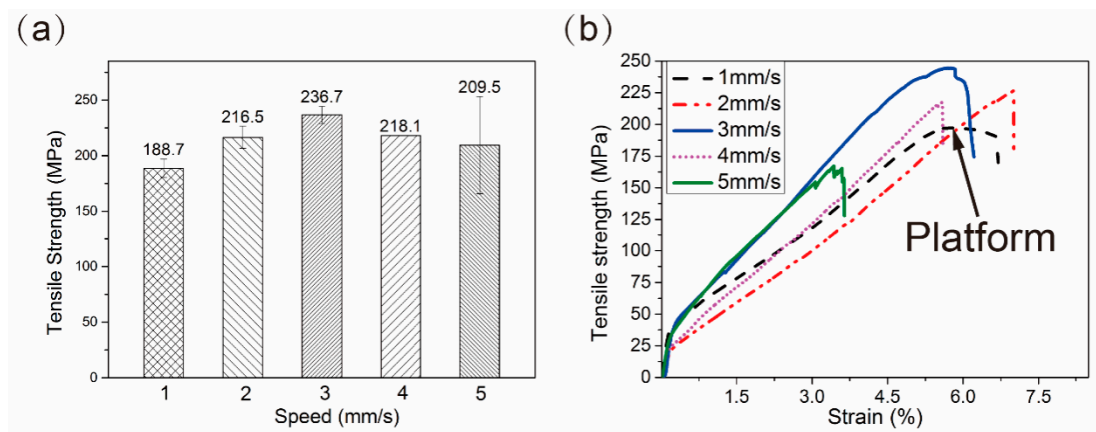 (a)
Tensile Strength (MPa)
250
200
150
100
50
0
188.7
216.5
236.7
218.1
209.5
1 2 3 4 5
Speed (mm/s)
(b)
Tensile strength (MPa)
250
225
200
175
150
125
100
75
50
25
0
1mm/s
2mm/s
3mm/s
4mm/s
5mm/s
Platform
1.5 3.0 4.5 6.0 7.5
Strain (%)